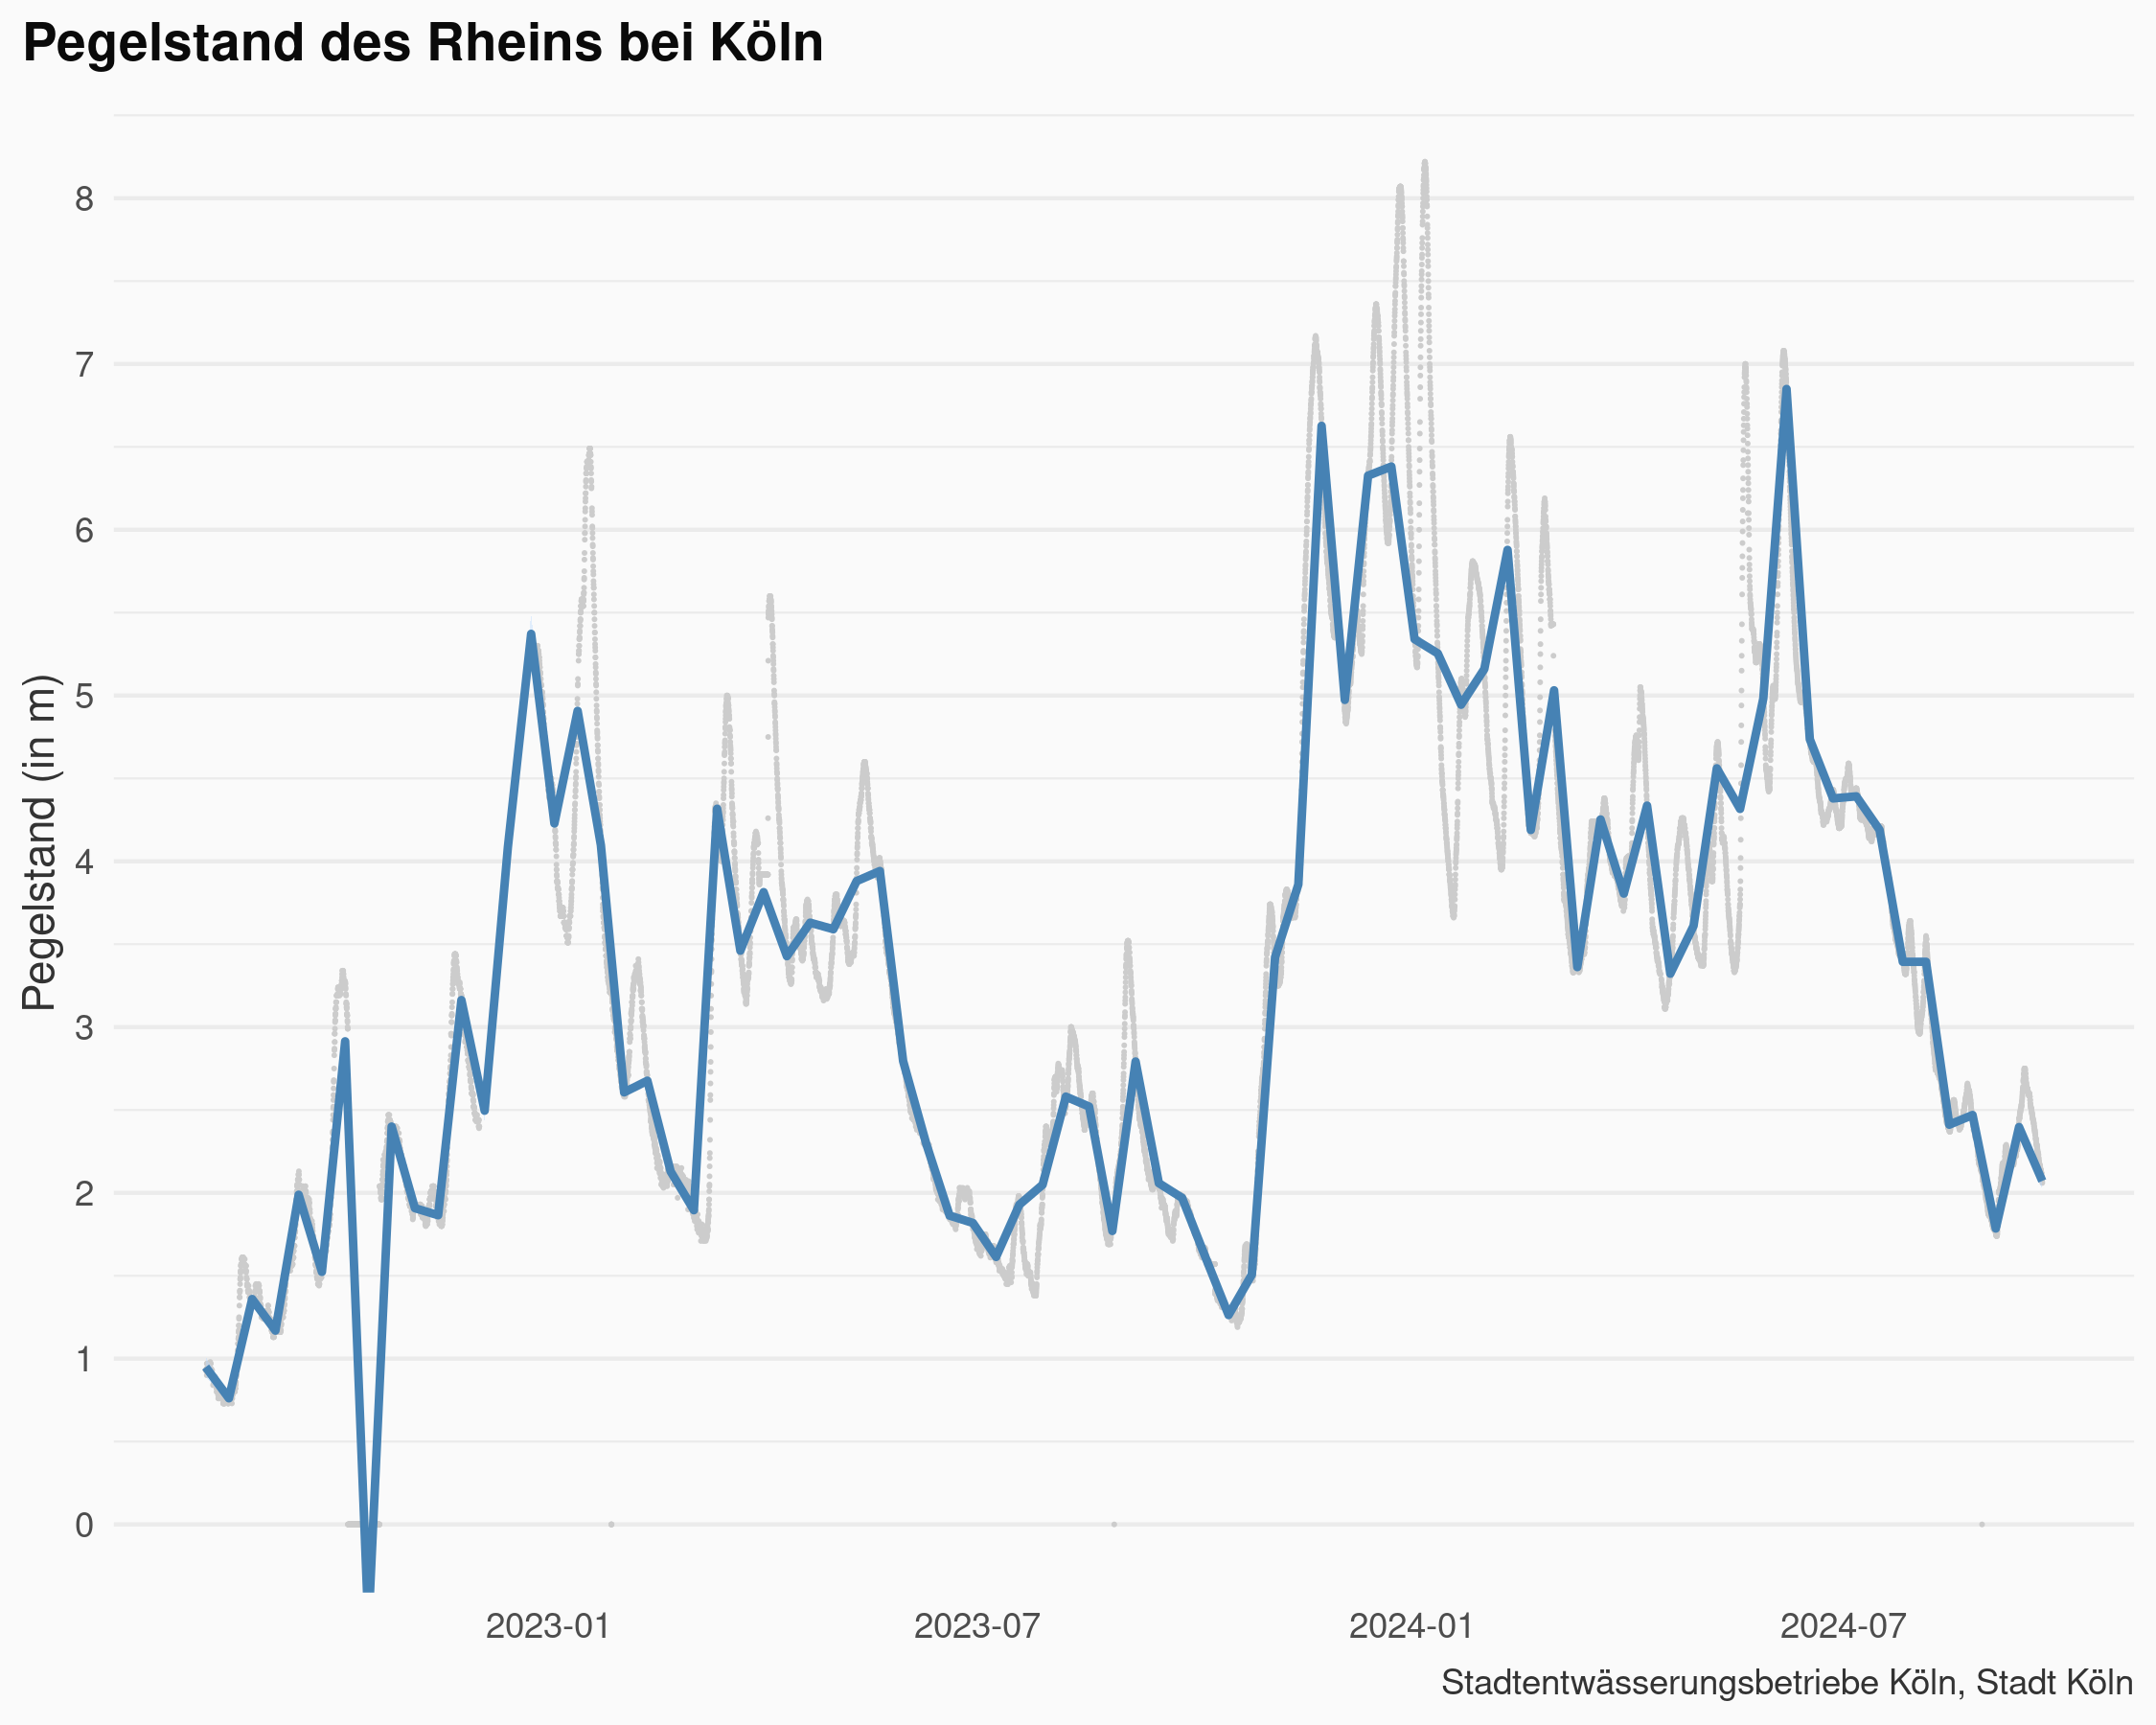 Pegelstand des Rheins bei Köln
Pegelstand (in m)
8
7
6
5
4
3
2
1
0
2023-01 2023-07 2024-01 2024-07
Stadtentwässerungsbetriebe Köln, Stadt Köln